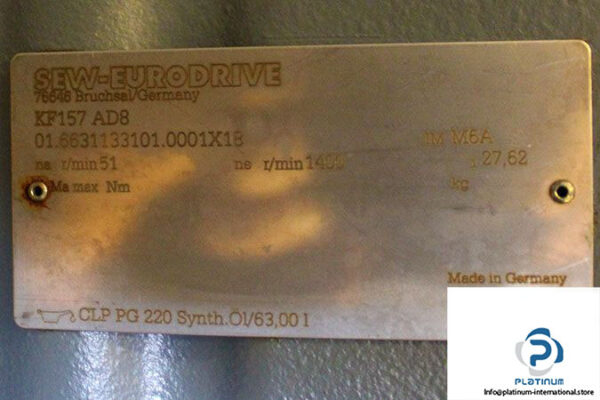 SEW-EURODRIVE
76646 Bruchsal/Germany
KF157 AD8
01.6631133101.0001X18 IM M6A
na r/min 51 ne r/min 1400 i 27,62
Ma max Nm kg
Made in Germany
CLP PG 220 Synth.Öl/63,00 l
P
PLATINUM
Info@platinum-international.store